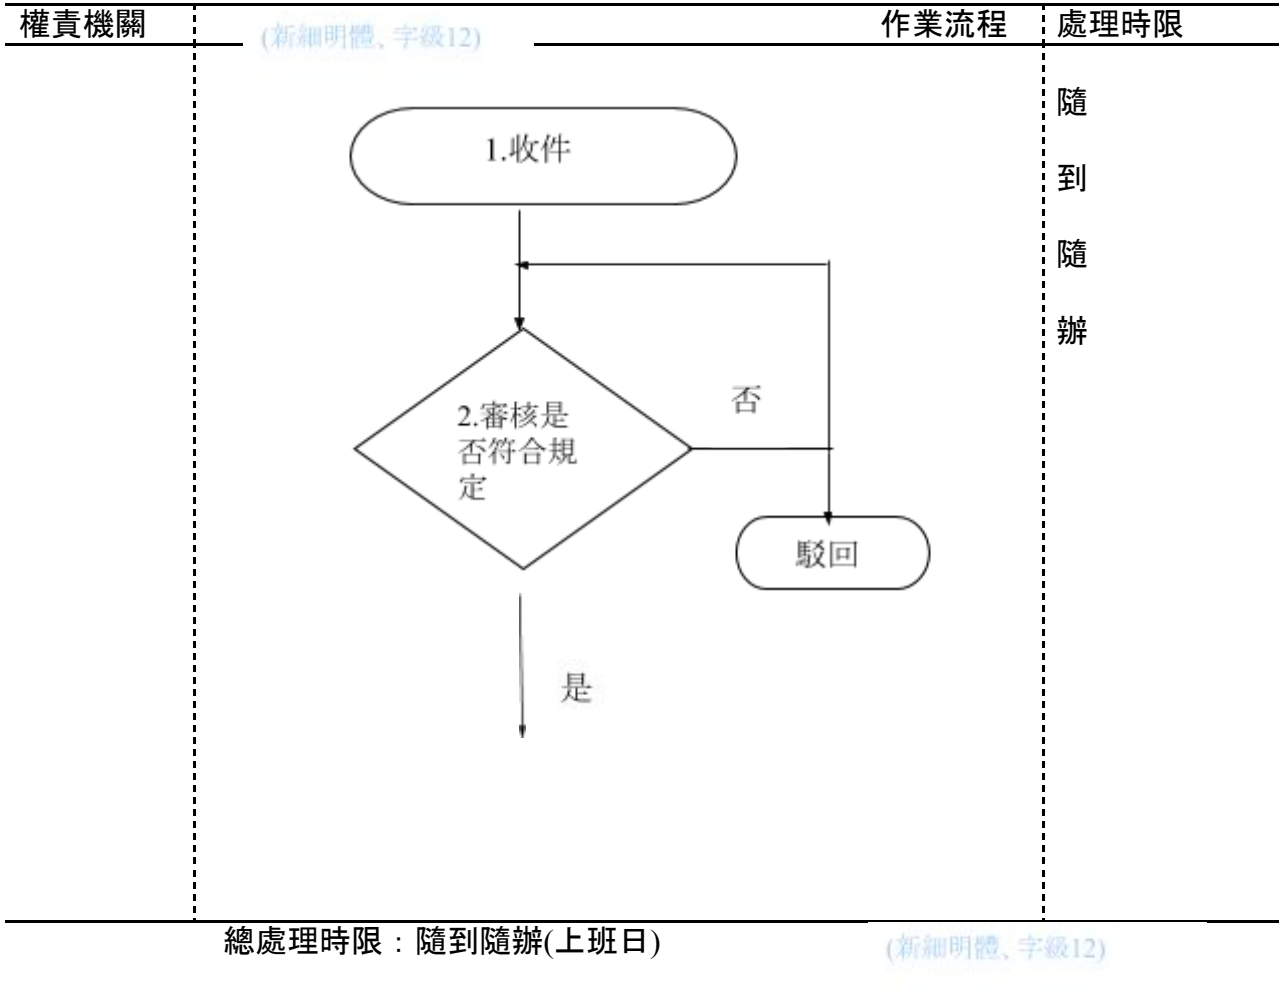 權責機關
(新細明體、字級12)
作業流程
處理時限
1.收件
隨
到
隨
辦
否
2.審核是
否符合規
定
駁回
是
總處理時限：隨到隨辦(上班日)
(新細明體、字級12)